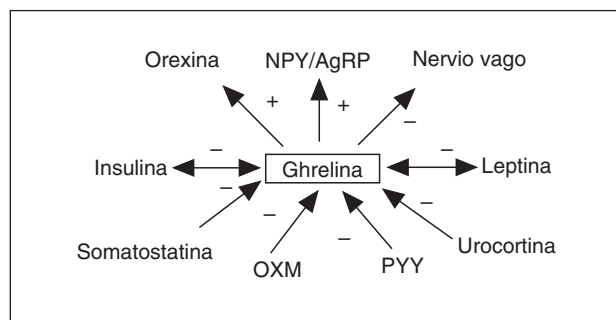 Orexina
NPY/AgRP
Nervio vago
+
+
–
Insulina
–
Ghrelina
–
Leptina
–
–
–
–
Somatostatina
OXM
PYY
Urocortina